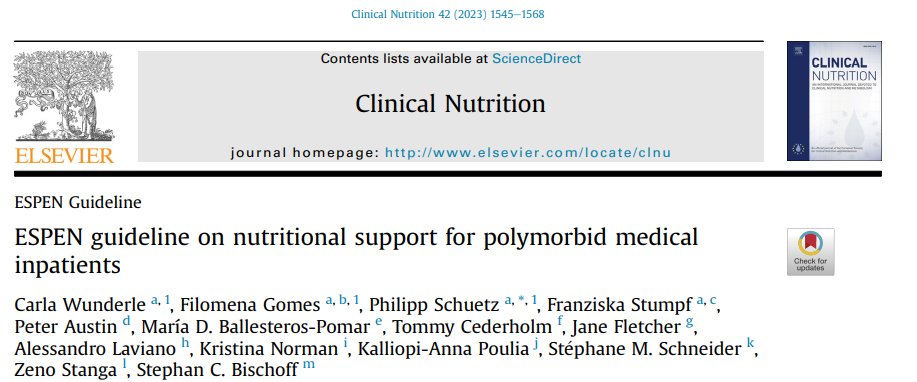 Clinical Nutrition 42 (2023) 1545–1568
Contents lists available at ScienceDirect
Clinical Nutrition
journal homepage: http://www.elsevier.com/locate/clnu
ELSEVIER
CLINICAL
NUTRITION
ESPEN Guideline
ESPEN guideline on nutritional support for polymorbid medical
inpatients
Check for
updates
Carla Wunderle a, 1, Filomena Gomes a, b, 1, Philipp Schuetz a, *, 1, Franziska Stumpf a, c,
Peter Austin d, María D. Ballesteros-Pomar e, Tommy Cederholm f, Jane Fletcher g,
Alessandro Laviano h, Kristina Norman i, Kalliopi-Anna Poulia j, Stéphane M. Schneider k,
Zeno Stanga l, Stephan C. Bischoff m